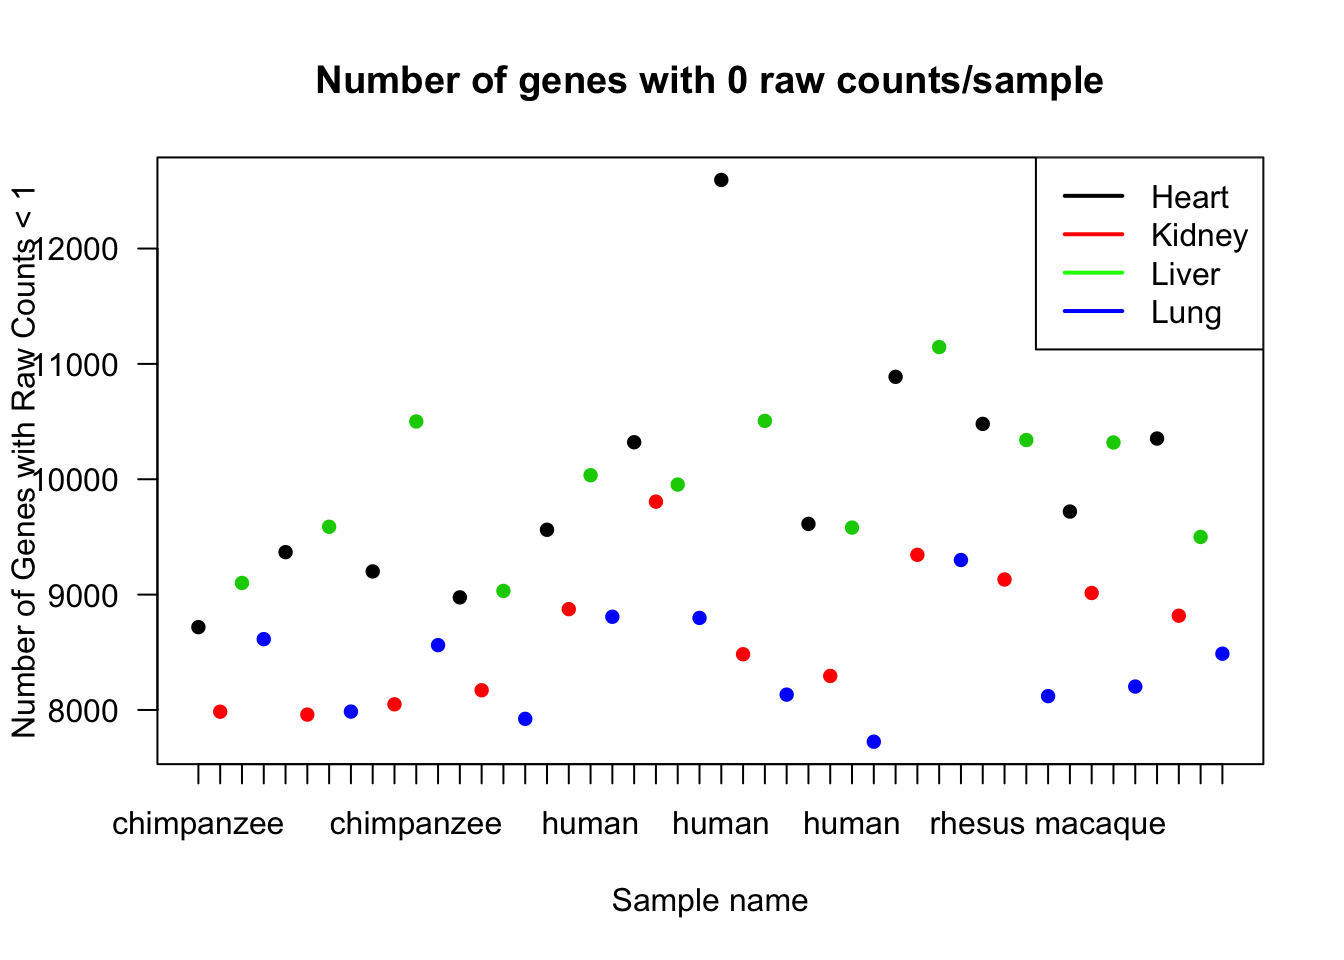 Number of genes with 0 raw counts/sample
Number of Genes with Raw Counts < 1
12000
11000
10000
9000
8000
Heart
Kidney
Liver
Lung
chimpanzee chimpanzee human human human rhesus macaque
Sample name